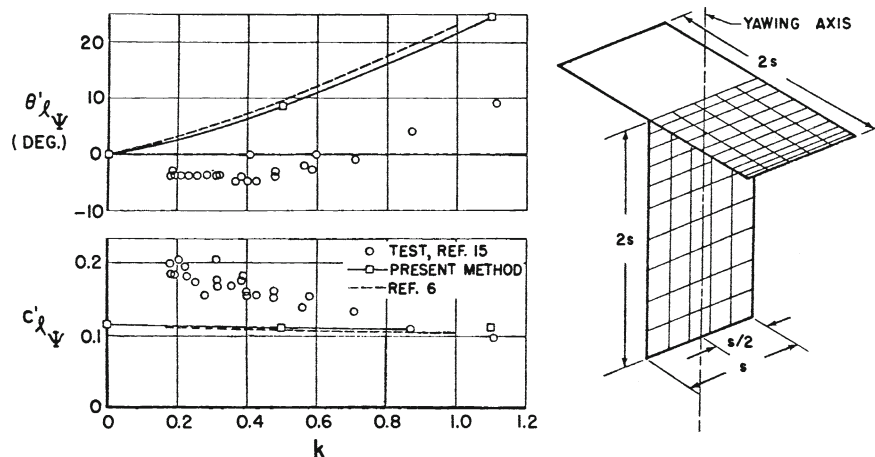 25
20
θ'ℓΨ
(DEG.)
10
0
-10
0.2
C'ℓΨ
0.1
0
○ TEST, REF. 15
─□─ PRESENT METHOD
---- REF. 6
0 0.2 0.4 0.6 0.8 1.0 1.2
k
YAWING AXIS
2s
2s
s/2
s